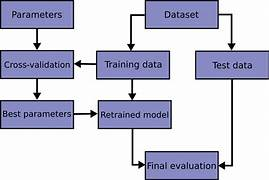 Parameters
Dataset
Cross-validation
Training data
Test data
Best parameters
Retrained model
Final evaluation